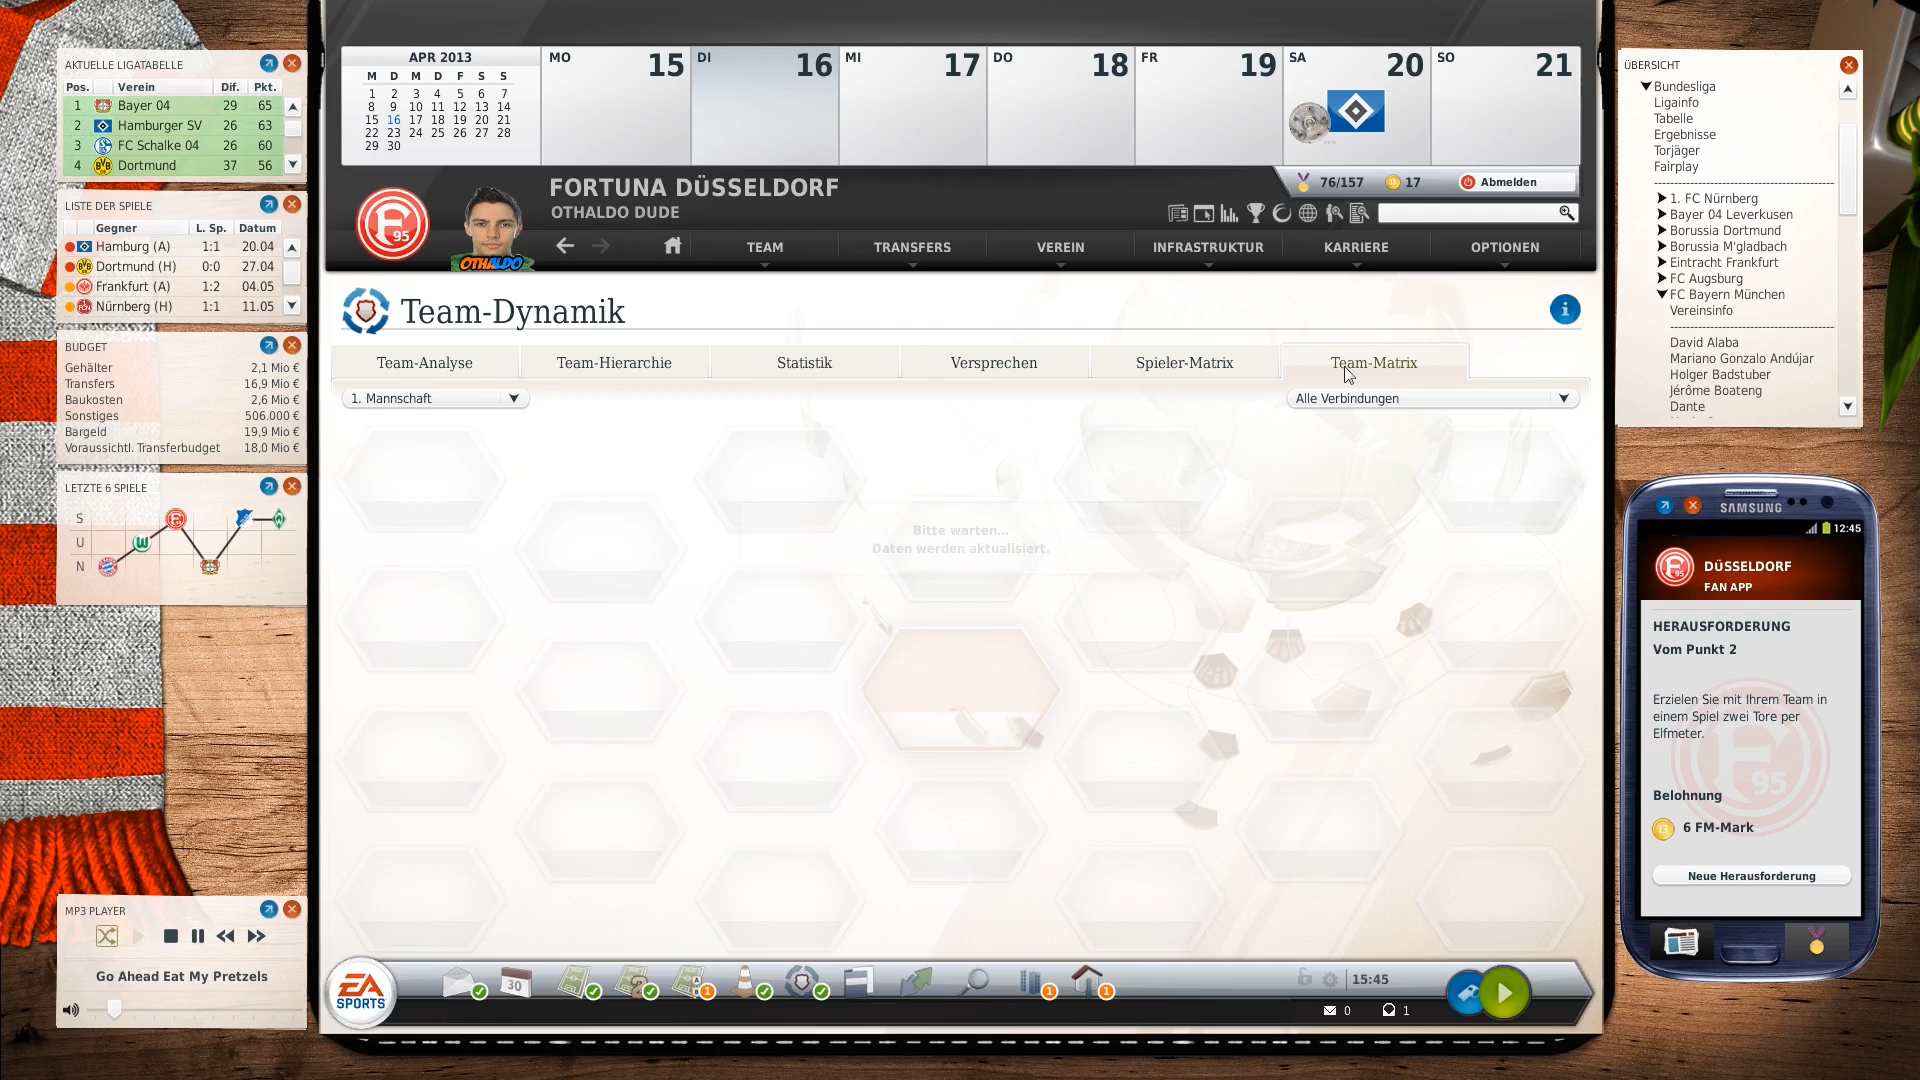 AKTUELLE LIGATABELLE
Pos. Verein Dif. Pkt.
1 Bayer 04 29 65
2 Hamburger SV 26 63
3 FC Schalke 04 26 60
4 Dortmund 37 56
LISTE DER SPIELE
Gegner L. Sp. Datum
Hamburg (A) 1:1 20.04
Dortmund (H) 0:0 27.04
Frankfurt (A) 1:2 04.05
Nürnberg (H) 1:1 11.05
BUDGET
Gehälter 2,1 Mio €
Transfers 16,9 Mio €
Baukosten 2,6 Mio €
Sonstiges 506.000 €
Bargeld 19,9 Mio €
Voraussichtl. Transferbudget 18,0 Mio €
LETZTE 6 SPIELE
S
U
N
MP3 PLAYER
Go Ahead Eat My Pretzels
APR 2013
M D M D F S S
1 2 3 4 5 6 7
8 9 10 11 12 13 14
15 16 17 18 19 20 21
22 23 24 25 26 27 28
29 30
MO 15 DI 16 MI 17 DO 18 FR 19 SA 20 SO 21
FORTUNA DÜSSELDORF
OTHALDO DUDE
F 95
OTHALDO
76/157 17 Abmelden
TEAM TRANSFERS VEREIN INFRASTRUKTUR KARRIERE OPTIONEN
Team-Dynamik
Team-Analyse Team-Hierarchie Statistik Versprechen Spieler-Matrix Team-Matrix
1. Mannschaft Alle Verbindungen
Bitte warten...
Daten werden aktualisiert.
EA
SPORTS
30
1
1
1
15:45
0 1
ÜBERSICHT
Bundesliga
Ligainfo
Tabelle
Ergebnisse
Torjäger
Fairplay
1. FC Nürnberg
Bayer 04 Leverkusen
Borussia Dortmund
Borussia M'gladbach
Eintracht Frankfurt
FC Augsburg
FC Bayern München
Vereinsinfo
David Alaba
Mariano Gonzalo Andújar
Holger Badstuber
Jérôme Boateng
Dante
SAMSUNG
12:45
DÜSSELDORF
FAN APP
HERAUSFORDERUNG
Vom Punkt 2
Erzielen Sie mit Ihrem Team in
einem Spiel zwei Tore per
Elfmeter.
Belohnung
6 FM-Mark
Neue Herausforderung